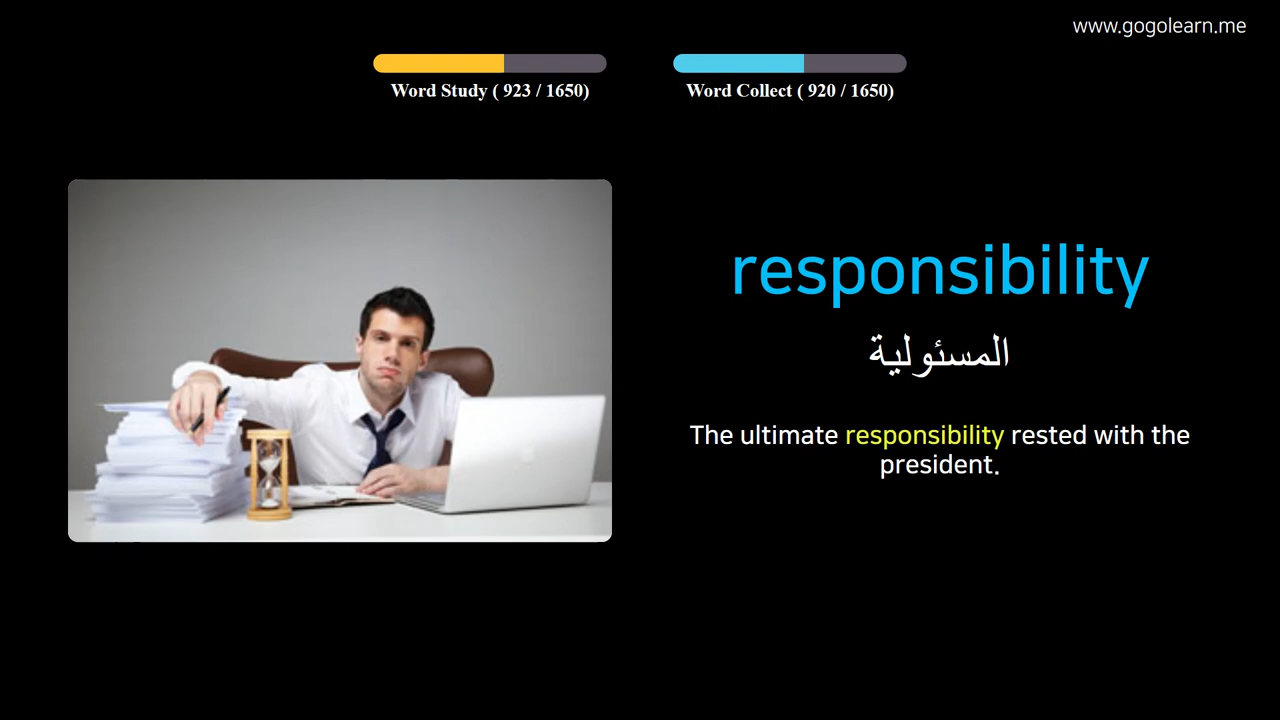 www.gogolearn.me
Word Study ( 923 / 1650)
Word Collect ( 920 / 1650)
responsibility
المسئولية
The ultimate responsibility rested with the
president.